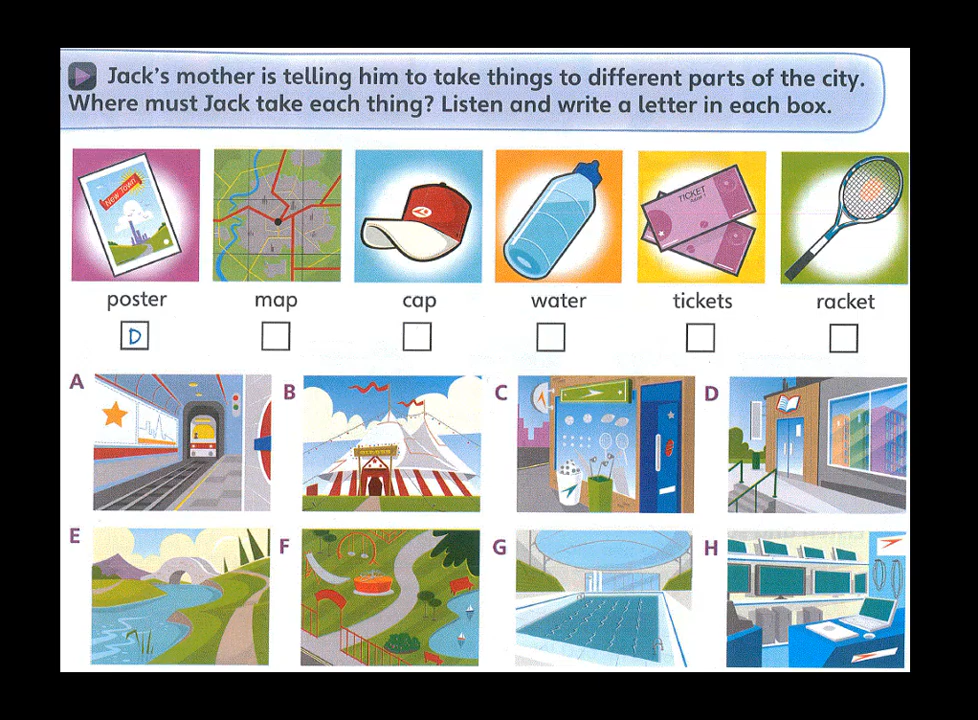 Jack's mother is telling him to take things to different parts of the city.
Where must Jack take each thing? Listen and write a letter in each box.
New Town
TICKET
poster map cap water tickets racket
D
A B C D
CIRCUS
E F G H